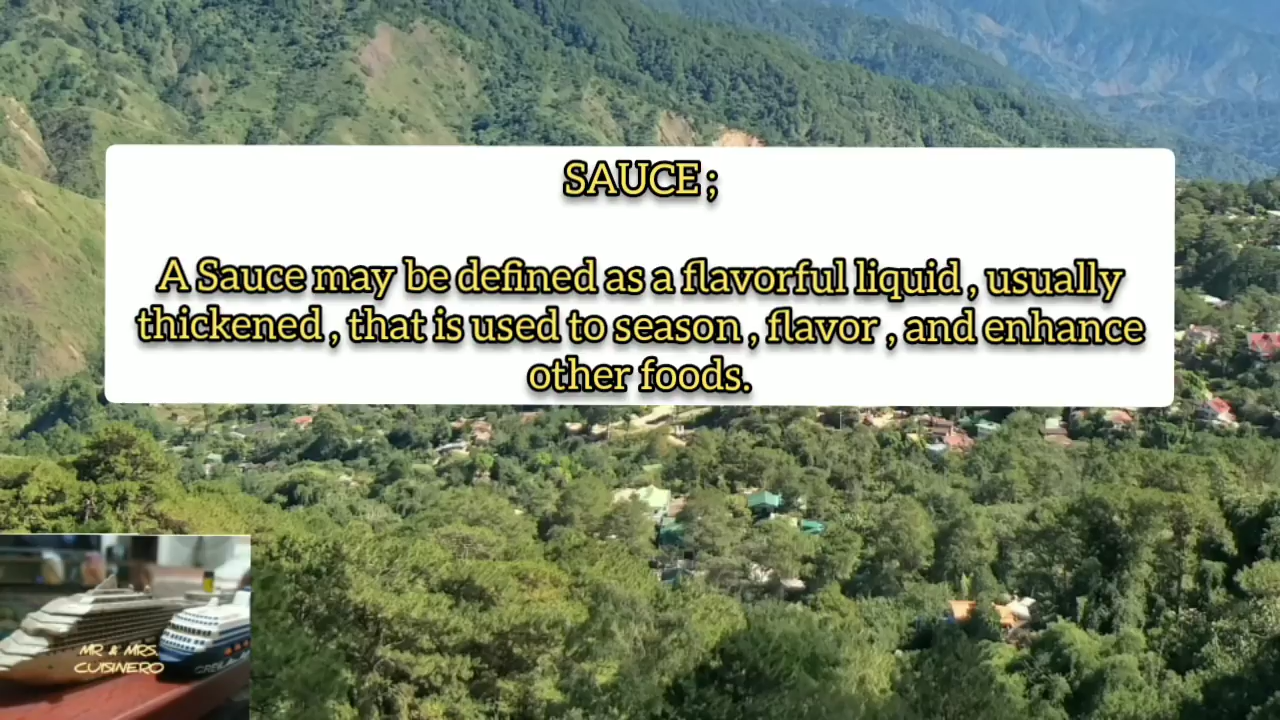 SAUCE ;
A Sauce may be defined as a flavorful liquid , usually
thickened , that is used to season , flavor , and enhance
other foods.
MR & MRS.
CUISINERO